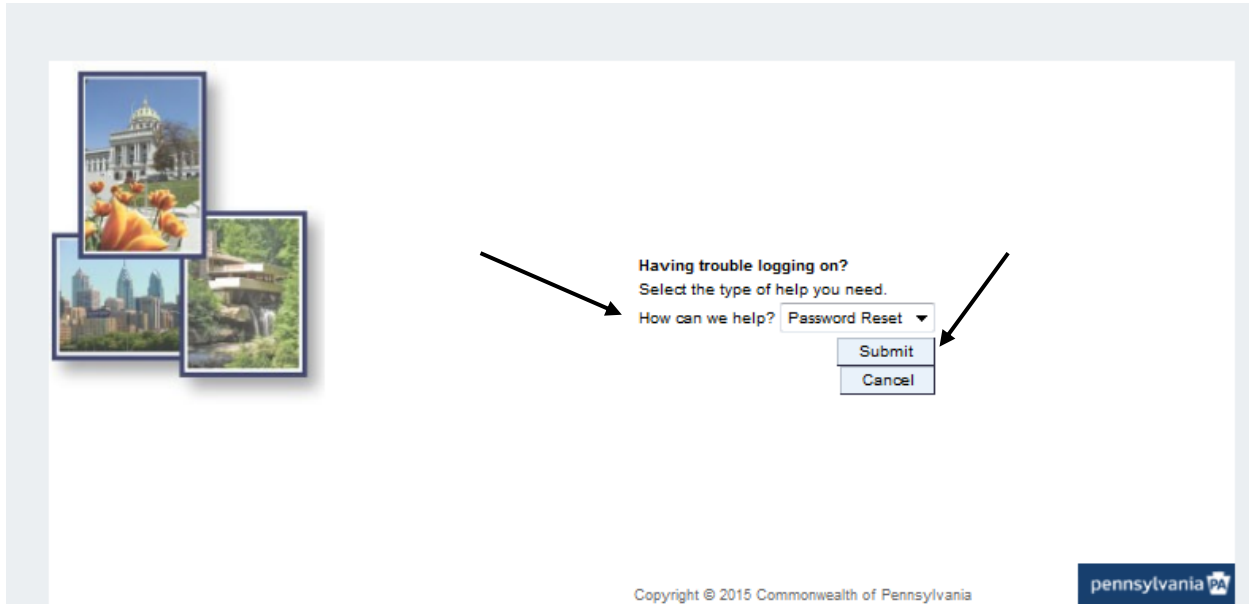 Having trouble logging on?
Select the type of help you need.
How can we help? Password Reset
Submit
Cancel
Copyright © 2015 Commonwealth of Pennsylvania
pennsylvania PA